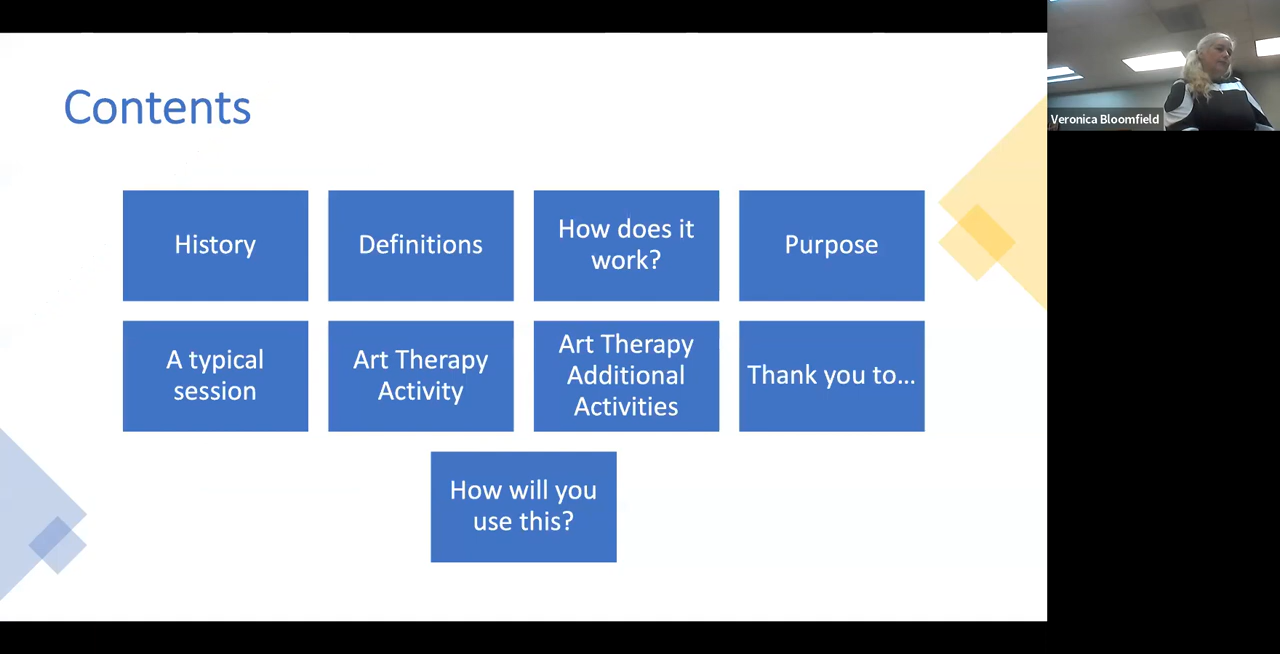 Contents
History
Definitions
How does it
work?
Purpose
A typical
session
Art Therapy
Activity
Art Therapy
Additional
Activities
Thank you to...
How will you
use this?
Veronica Bloomfield